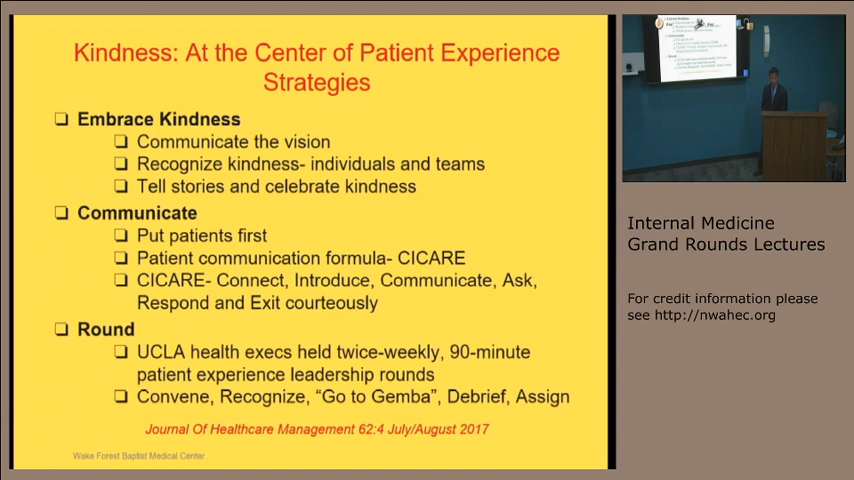 Kindness: At the Center of Patient Experience
Strategies
Embrace Kindness
Communicate the vision
Recognize kindness- individuals and teams
Tell stories and celebrate kindness
Communicate
Put patients first
Patient communication formula- CICARE
CICARE- Connect, Introduce, Communicate, Ask,
Respond and Exit courteously
Round
UCLA health execs held twice-weekly, 90-minute
patient experience leadership rounds
Convene, Recognize, “Go to Gemba”, Debrief, Assign
Journal Of Healthcare Management 62:4 July/August 2017
Wake Forest Baptist Medical Center
Internal Medicine
Grand Rounds Lectures
For credit information please
see http://nwahec.org